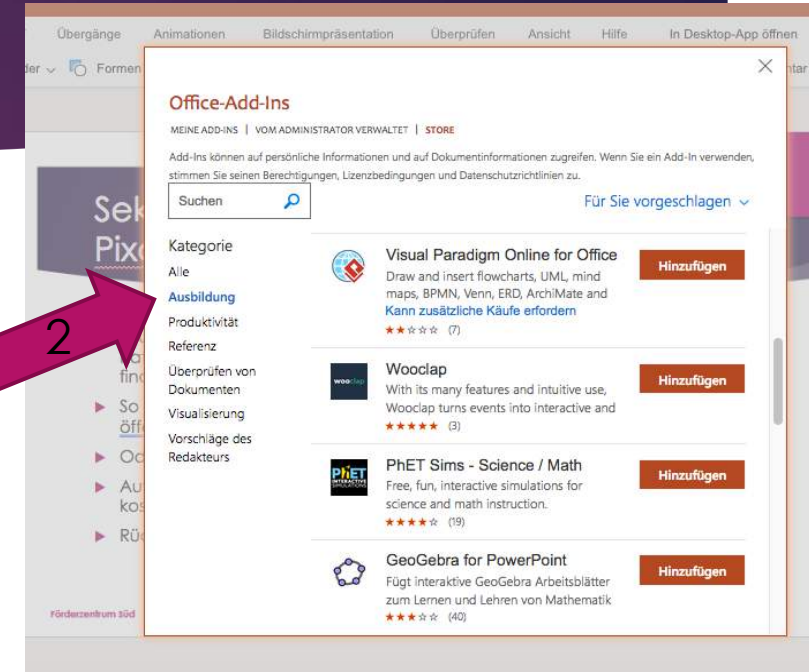 Übergänge Animationen Bildschirmpräsentation Überprüfen Ansicht Hilfe In Desktop-App öffnen
Formen
Office-Add-Ins
MEINE ADD-INS | VOM ADMINISTRATOR VERWALTET | STORE
Add-Ins können auf persönliche Informationen und auf Dokumentinformationen zugreifen. Wenn Sie ein Add-In verwenden,
stimmen Sie seinen Berechtigungen, Lizenzbedingungen und Datenschutzrichtlinien zu.
Suchen
Für Sie vorgeschlagen
Kategorie
Alle
Ausbildung
Produktivität
Referenz
Überprüfen von
Dokumenten
Visualisierung
Vorschläge des
Redakteurs
Visual Paradigm Online for Office
Draw and insert flowcharts, UML, mind
maps, BPMN, Venn, ERD, ArchiMate and
Kann zusätzliche Käufe erfordern
(7)
Hinzufügen
wooclap
Wooclap
With its many features and intuitive use,
Wooclap turns events into interactive and
(3)
Hinzufügen
PhET
INTERACTIVE
SIMULATIONS
PhET Sims - Science / Math
Free, fun, interactive simulations for
science and math instruction.
(19)
Hinzufügen
GeoGebra for PowerPoint
Fügt interaktive GeoGebra Arbeitsblätter
zum Lernen und Lehren von Mathematik
(40)
Hinzufügen
2
So
Förderzentrum Süd